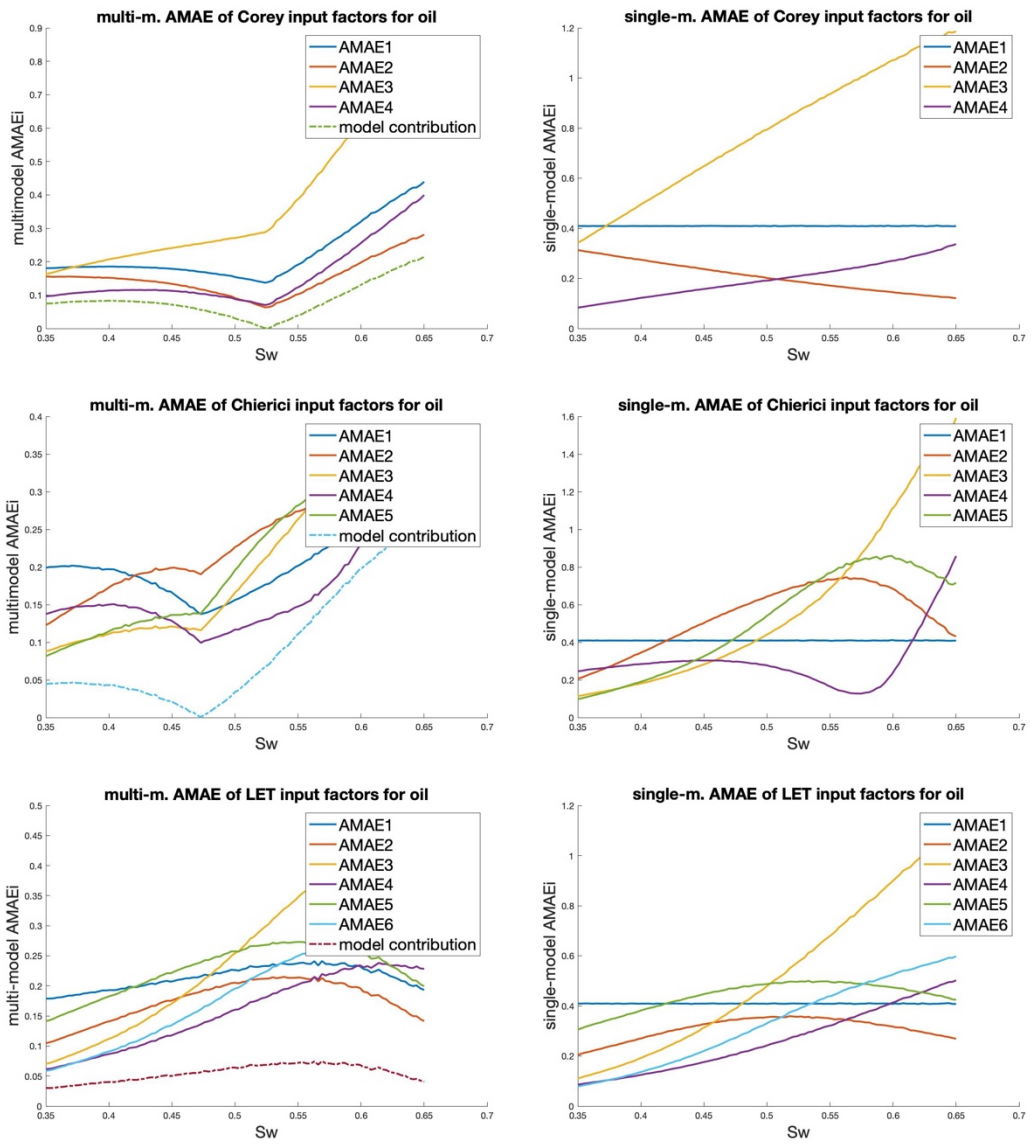 multi-m. AMAE of Corey input factors for oil
0.9
0.8
0.7
0.6
0.5
0.4
0.3
0.2
0.1
0
multimodel AMAEi
AMAE1
AMAE2
AMAE3
AMAE4
model contribution
0.35 0.4 0.45 0.5 0.55 0.6 0.65 0.7
Sw
single-m. AMAE of Corey input factors for oil
1.2
1
0.8
0.6
0.4
0.2
0
single-model AMAEi
AMAE1
AMAE2
AMAE3
AMAE4
0.35 0.4 0.45 0.5 0.55 0.6 0.65 0.7
Sw
multi-m. AMAE of Chierici input factors for oil
0.4
0.35
0.3
0.25
0.2
0.15
0.1
0.05
0
multimodel AMAEi
AMAE1
AMAE2
AMAE3
AMAE4
AMAE5
model contribution
0.35 0.4 0.45 0.5 0.55 0.6 0.65 0.7
Sw
single-m. AMAE of Chierici input factors for oil
1.6
1.4
1.2
1
0.8
0.6
0.4
0.2
0
single-model AMAEi
AMAE1
AMAE2
AMAE3
AMAE4
AMAE5
0.35 0.4 0.45 0.5 0.55 0.6 0.65 0.7
Sw
multi-m. AMAE of LET input factors for oil
0.5
0.45
0.4
0.35
0.3
0.25
0.2
0.15
0.1
0.05
0
multi-model AMAEi
AMAE1
AMAE2
AMAE3
AMAE4
AMAE5
AMAE6
model contribution
0.35 0.4 0.45 0.5 0.55 0.6 0.65 0.7
Sw
single-m. AMAE of LET input factors for oil
1.2
1
0.8
0.6
0.4
0.2
0
single-model AMAEi
AMAE1
AMAE2
AMAE3
AMAE4
AMAE5
AMAE6
0.35 0.4 0.45 0.5 0.55 0.6 0.65 0.7
Sw